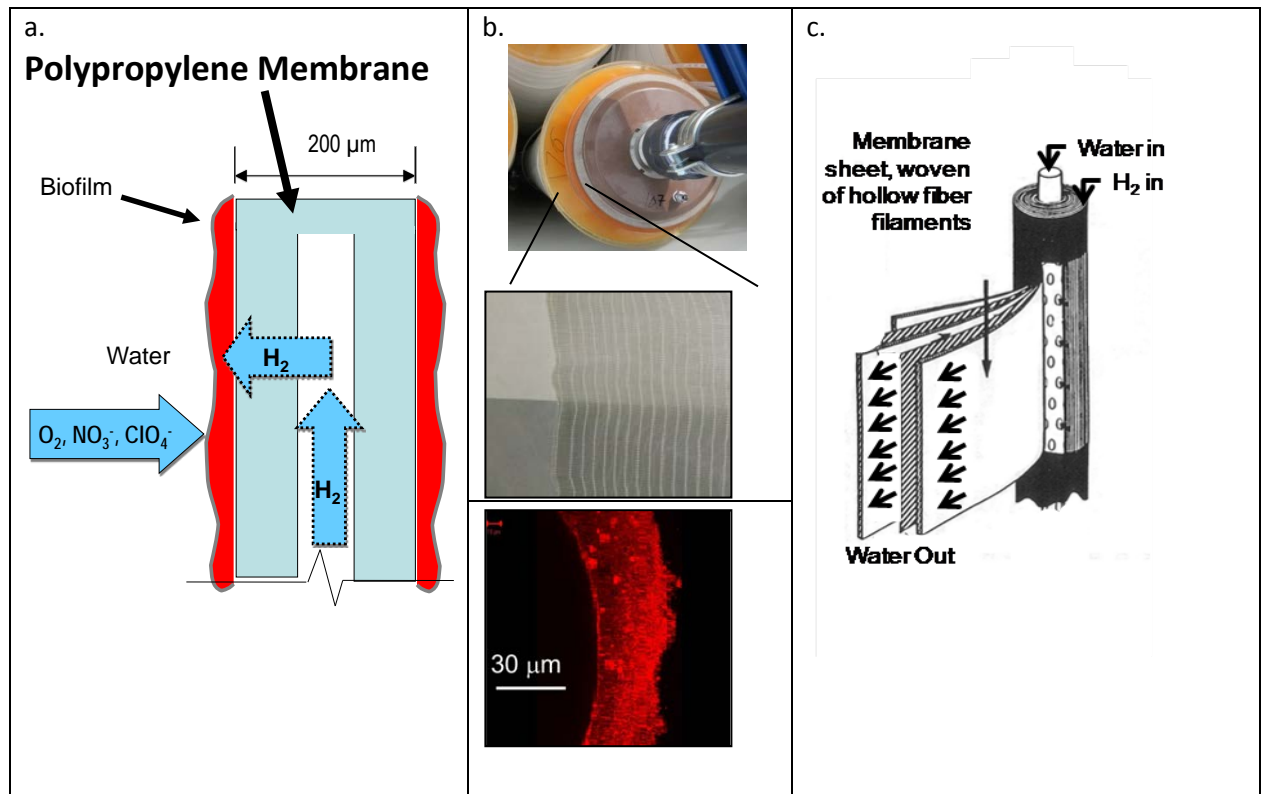 a.
Polypropylene Membrane
200 µm
Biofilm
Water
H₂
O₂, NO₃⁻, ClO₄⁻
H₂
b.
30 µm
c.
Membrane
sheet, woven
of hollow fiber
filaments
Water in
H₂ in
Water Out